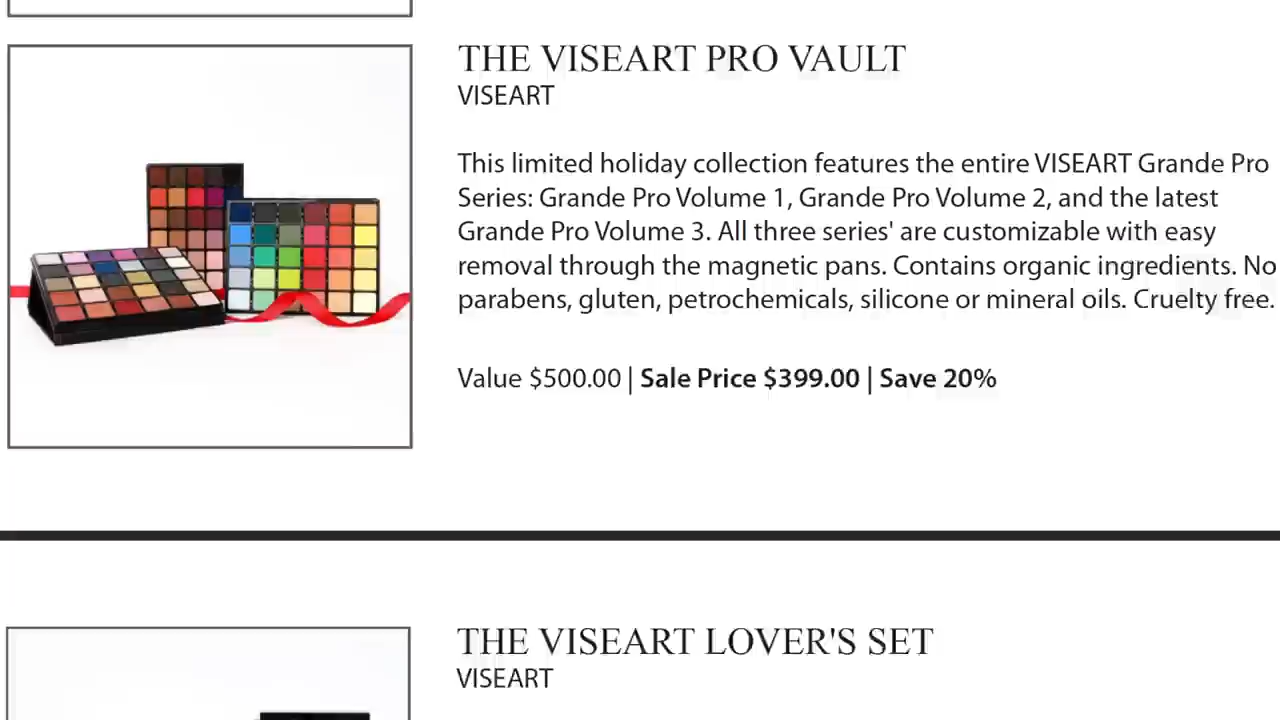 THE VISEART PRO VAULT
VISEART
This limited holiday collection features the entire VISEART Grande Pro
Series: Grande Pro Volume 1, Grande Pro Volume 2, and the latest
Grande Pro Volume 3. All three series' are customizable with easy
removal through the magnetic pans. Contains organic ingredients. No
parabens, gluten, petrochemicals, silicone or mineral oils. Cruelty free.
Value $500.00 | Sale Price $399.00 | Save 20%
THE VISEART LOVER'S SET
VISEART